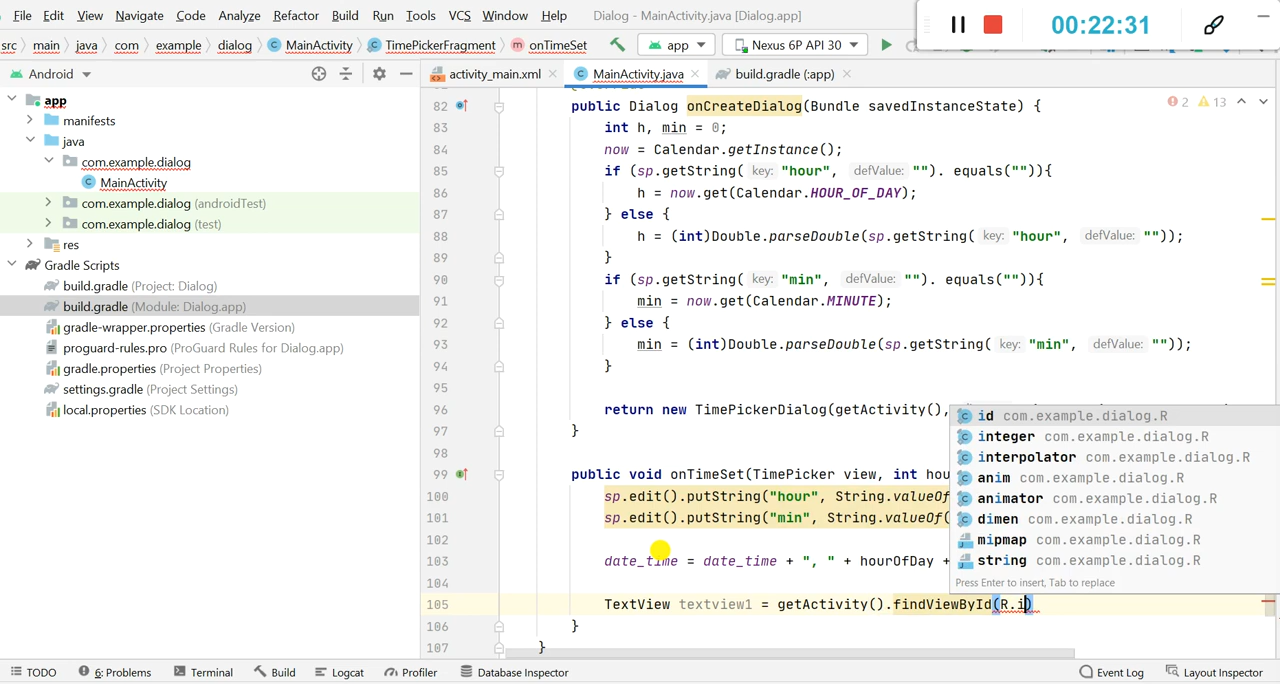 File Edit View Navigate Code Analyze Refactor Build Run Tools VCS Window Help Dialog - MainActivity.java [Dialog.app]
00:22:31
src main java com example dialog MainActivity TimePickerFragment onTimeSet app Nexus 6P API 30
Android
activity_main.xml MainActivity.java build.gradle (:app)
app
manifests
java
com.example.dialog
MainActivity
com.example.dialog (androidTest)
com.example.dialog (test)
res
Gradle Scripts
build.gradle (Project: Dialog)
build.gradle (Module: Dialog.app)
gradle-wrapper.properties (Gradle Version)
proguard-rules.pro (ProGuard Rules for Dialog.app)
gradle.properties (Project Properties)
settings.gradle (Project Settings)
local.properties (SDK Location)
2 13
82 public Dialog onCreateDialog(Bundle savedInstanceState) {
83 int h, min = 0;
84 now = Calendar.getInstance();
85 if (sp.getString( key: "hour", defValue: ""). equals("")){
86 h = now.get(Calendar.HOUR_OF_DAY);
87 } else {
88 h = (int)Double.parseDouble(sp.getString( key: "hour", defValue: ""));
89 }
90 if (sp.getString( key: "min", defValue: ""). equals("")){
91 min = now.get(Calendar.MINUTE);
92 } else {
93 min = (int)Double.parseDouble(sp.getString( key: "min", defValue: ""));
94 }
95
96 return new TimePickerDialog(getActivity(),
97 }
98
99 public void onTimeSet(TimePicker view, int hou
100 sp.edit().putString("hour", String.valueOf
101 sp.edit().putString("min", String.valueOf(
102
103 date_time = date_time + ", " + hourOfDay +
104
105 TextView textview1 = getActivity().findViewById(R.i)
106 }
107 }
id com.example.dialog.R
integer com.example.dialog.R
interpolator com.example.dialog.R
anim com.example.dialog.R
animator com.example.dialog.R
dimen com.example.dialog.R
mipmap com.example.dialog.R
string com.example.dialog.R
Press Enter to insert, Tab to replace
TODO 6: Problems Terminal Build Logcat Profiler Database Inspector Event Log Layout Inspector